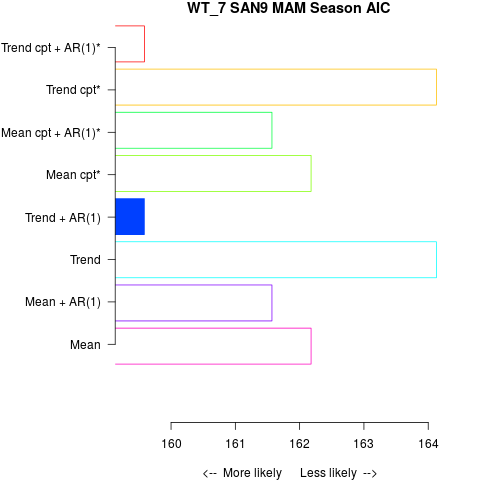 WT_7 SAN9 MAM Season AIC
Trend cpt + AR(1)*
Trend cpt*
Mean cpt + AR(1)*
Mean cpt*
Trend + AR(1)
Trend
Mean + AR(1)
Mean
160 161 162 163 164
<-- More likely Less likely -->